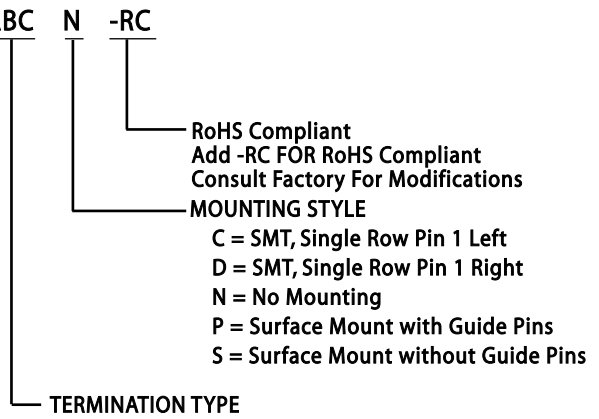 BC N -RC
RoHS Compliant
Add -RC FOR RoHS Compliant
Consult Factory For Modifications
MOUNTING STYLE
C = SMT, Single Row Pin 1 Left
D = SMT, Single Row Pin 1 Right
N = No Mounting
P = Surface Mount with Guide Pins
S = Surface Mount without Guide Pins
TERMINATION TYPE